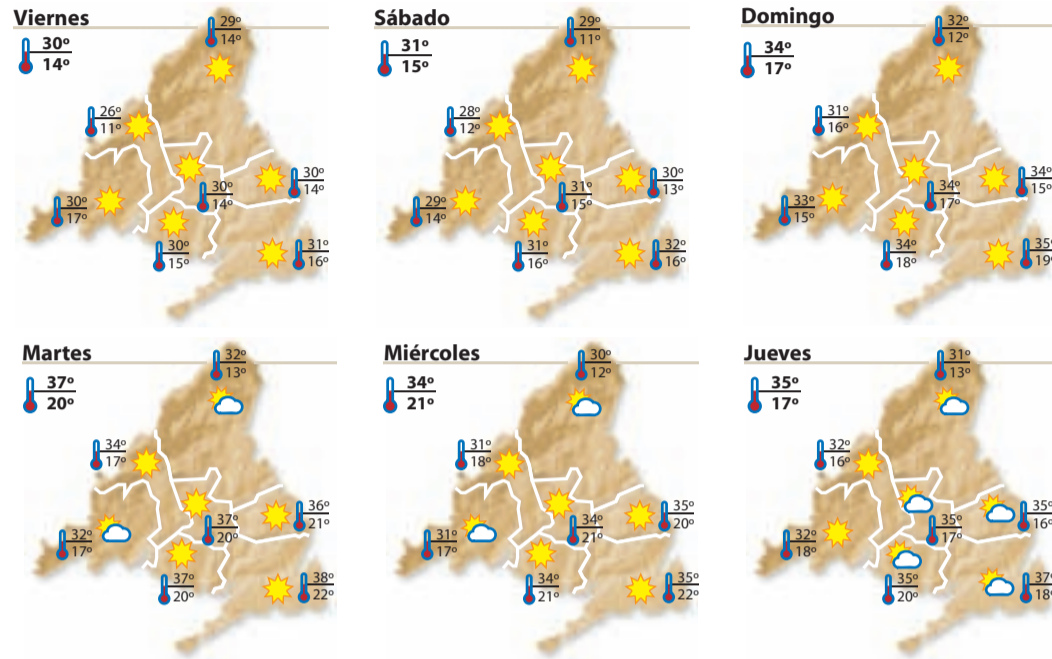 Viernes
30º
14º
29º
14º
26º
11º
30º
14º
30º
14º
30º
17º
30º
15º
31º
16º
Sábado
31º
15º
29º
11º
28º
12º
30º
13º
31º
15º
29º
14º
31º
16º
32º
16º
Domingo
34º
17º
32º
12º
31º
16º
34º
15º
34º
17º
33º
15º
34º
18º
35º
19º
Martes
37º
20º
32º
13º
34º
17º
36º
21º
37º
20º
32º
17º
37º
20º
38º
22º
Miércoles
34º
21º
30º
12º
31º
18º
35º
20º
34º
21º
31º
17º
34º
21º
35º
22º
Jueves
35º
17º
31º
13º
32º
16º
35º
16º
35º
17º
32º
18º
35º
20º
37º
18º